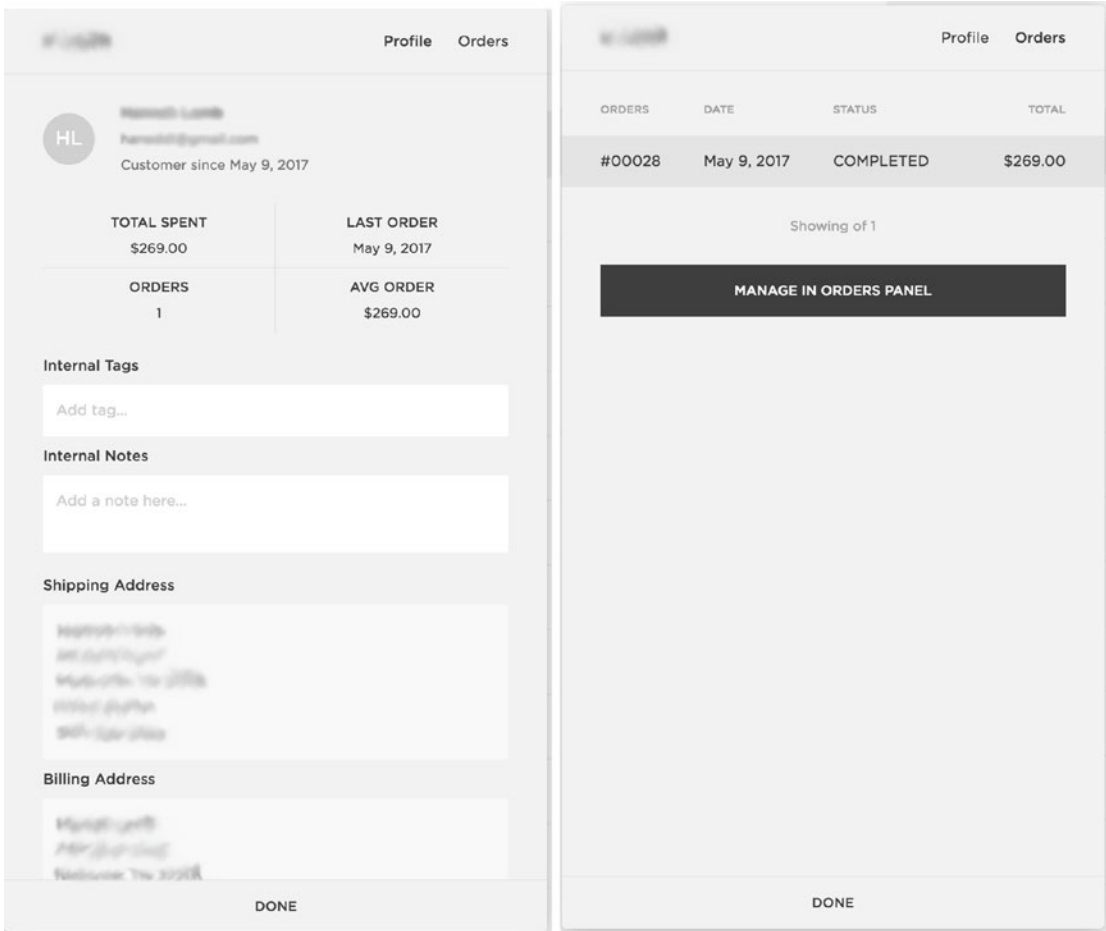 Profile Orders
HL
Customer since May 9, 2017
TOTAL SPENT LAST ORDER
$269.00 May 9, 2017
ORDERS AVG ORDER
1 $269.00
Internal Tags
Add tag...
Internal Notes
Add a note here...
Shipping Address
Billing Address
DONE
Profile Orders
ORDERS DATE STATUS TOTAL
#00028 May 9, 2017 COMPLETED $269.00
Showing of 1
MANAGE IN ORDERS PANEL
DONE